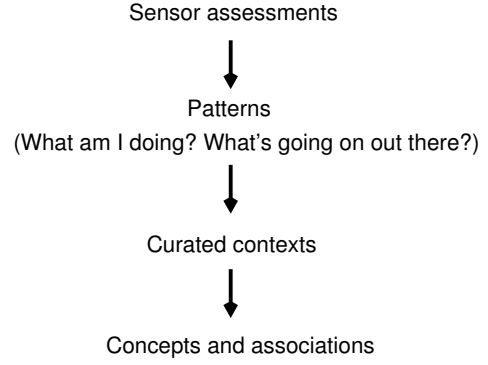 Sensor assessments
Patterns
(What am I doing? What’s going on out there?)
Curated contexts
Concepts and associations